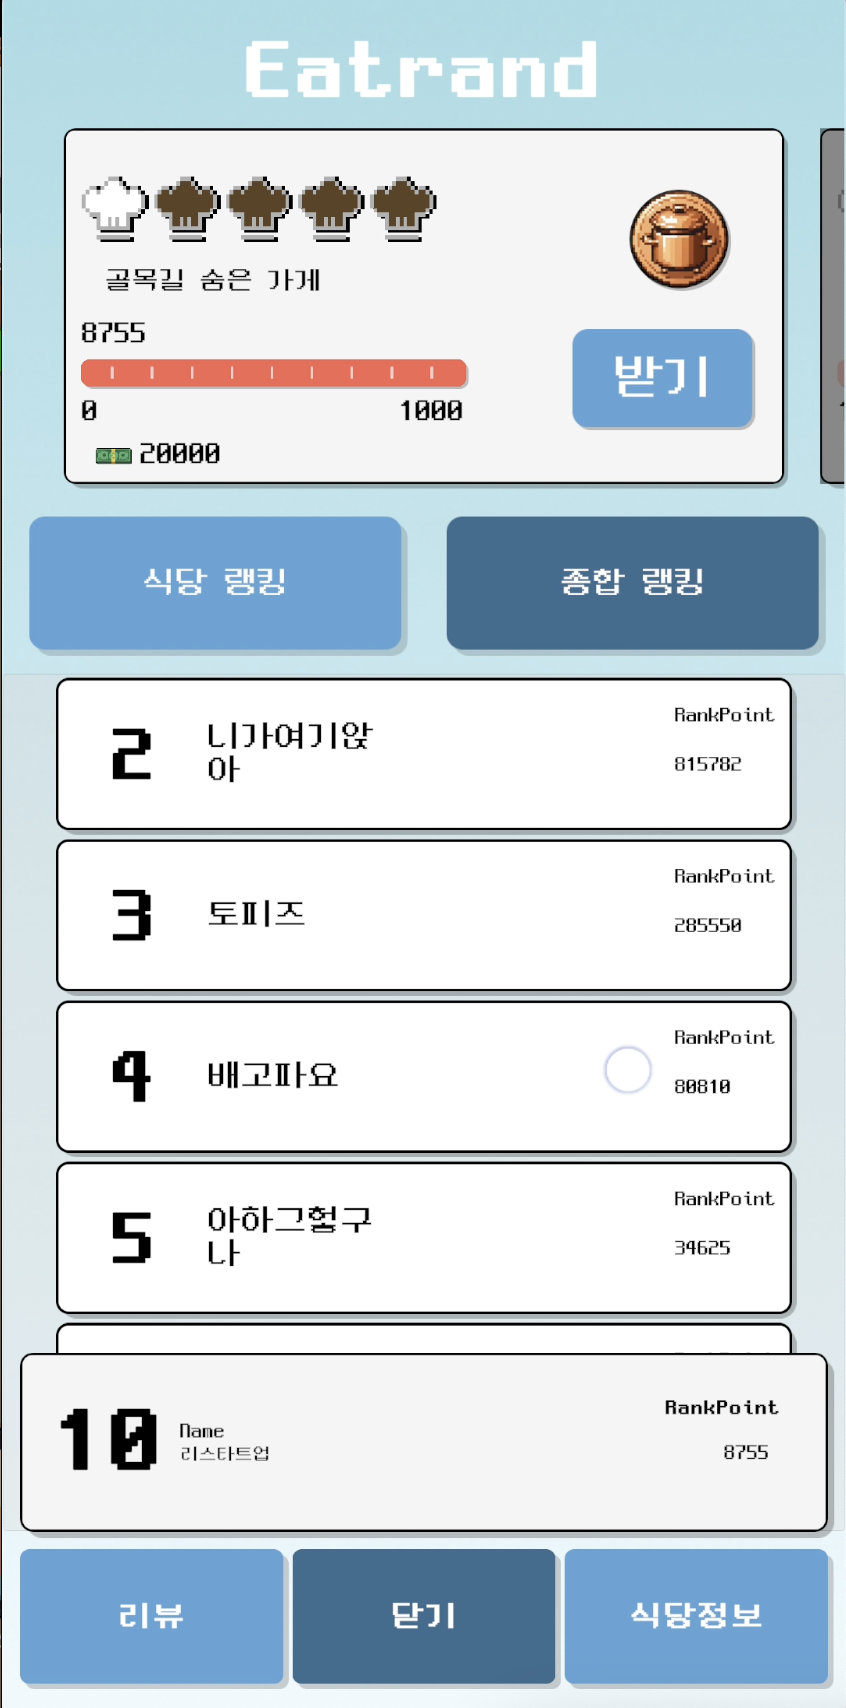 Eatrand
골목길 숨은 가게
8755
0 1000
20000
받기
식당 랭킹 종합 랭킹
2 니가여기앉
아
RankPoint
815782
3 토피즈
RankPoint
285550
4 배고파요
RankPoint
80810
5 아하그헣구
나
RankPoint
34625
10 Name
리스타트업
RankPoint
8755
리뷰 닫기 식당정보